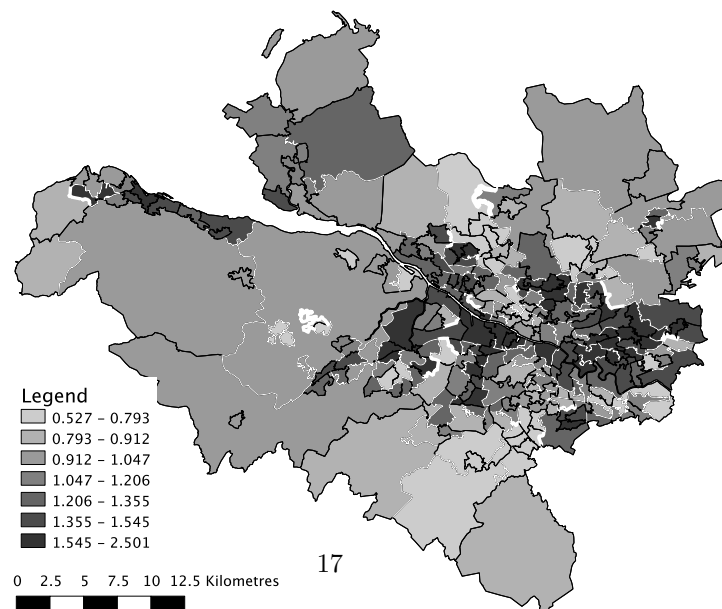 Legend
0.527 – 0.793
0.793 – 0.912
0.912 – 1.047
1.047 – 1.206
1.206 – 1.355
1.355 – 1.545
1.545 – 2.501
17
0 2.5 5 7.5 10 12.5 Kilometres